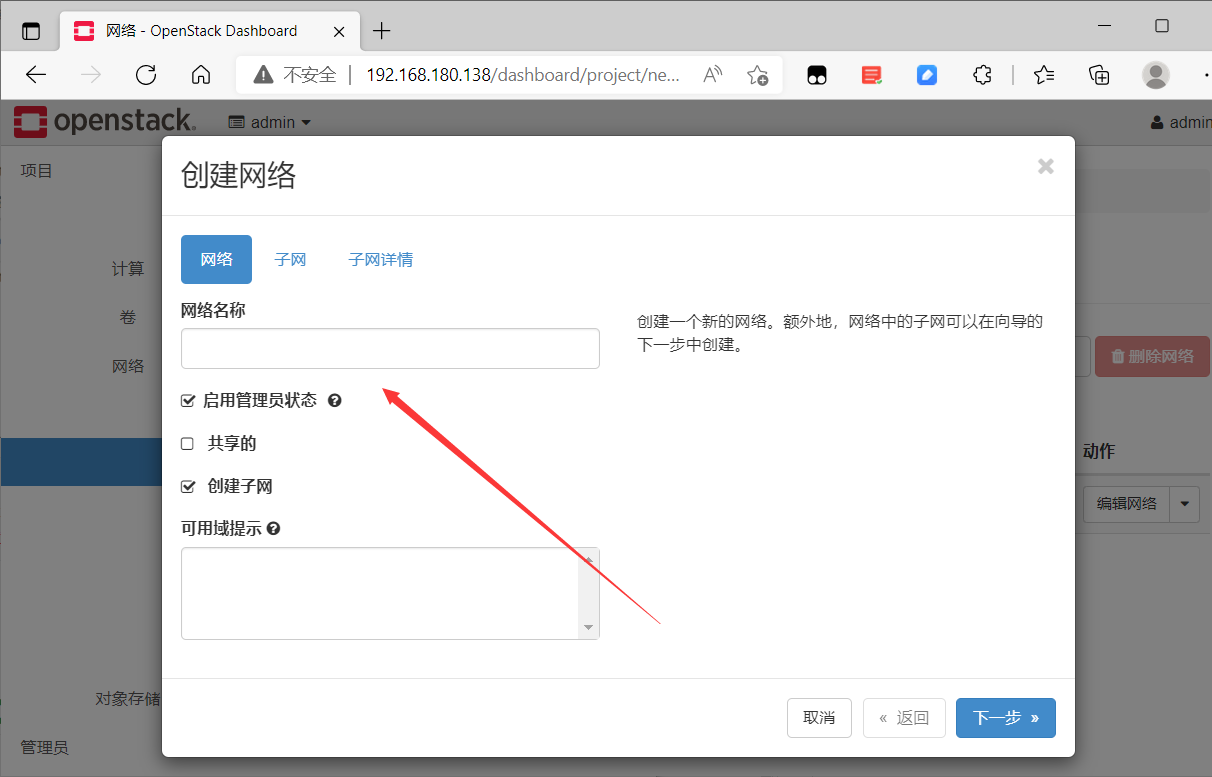 网络 - OpenStack Dashboard
不安全 | 192.168.180.138/dashboard/project/ne...
openstack.
admin
admin
项目
计算
卷
网络
对象存储
管理员
创建网络
网络
子网
子网详情
网络名称
启用管理员状态
共享的
创建子网
可用域提示
创建一个新的网络。额外地，网络中的子网可以在向导的
下一步中创建。
取消
« 返回
下一步 »
删除网络
动作
编辑网络